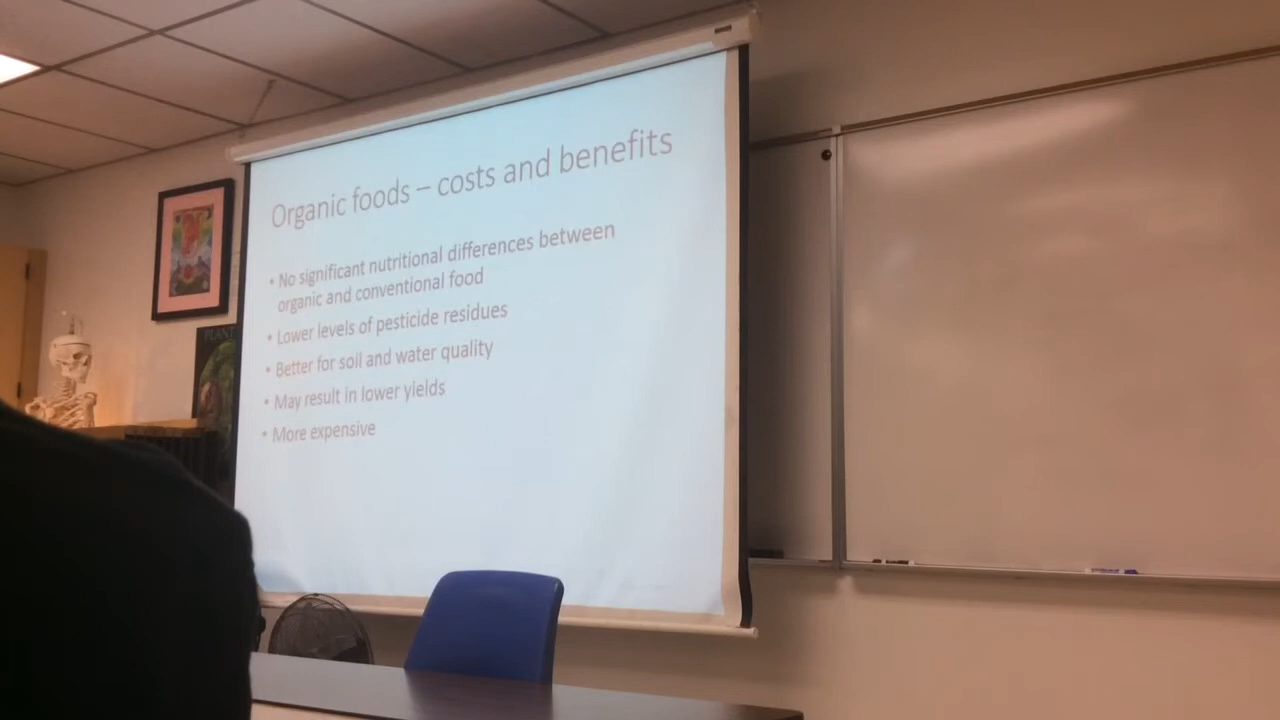 Organic foods – costs and benefits
• No significant nutritional differences between
organic and conventional food
• Lower levels of pesticide residues
• Better for soil and water quality
• May result in lower yields
• More expensive
PLANT